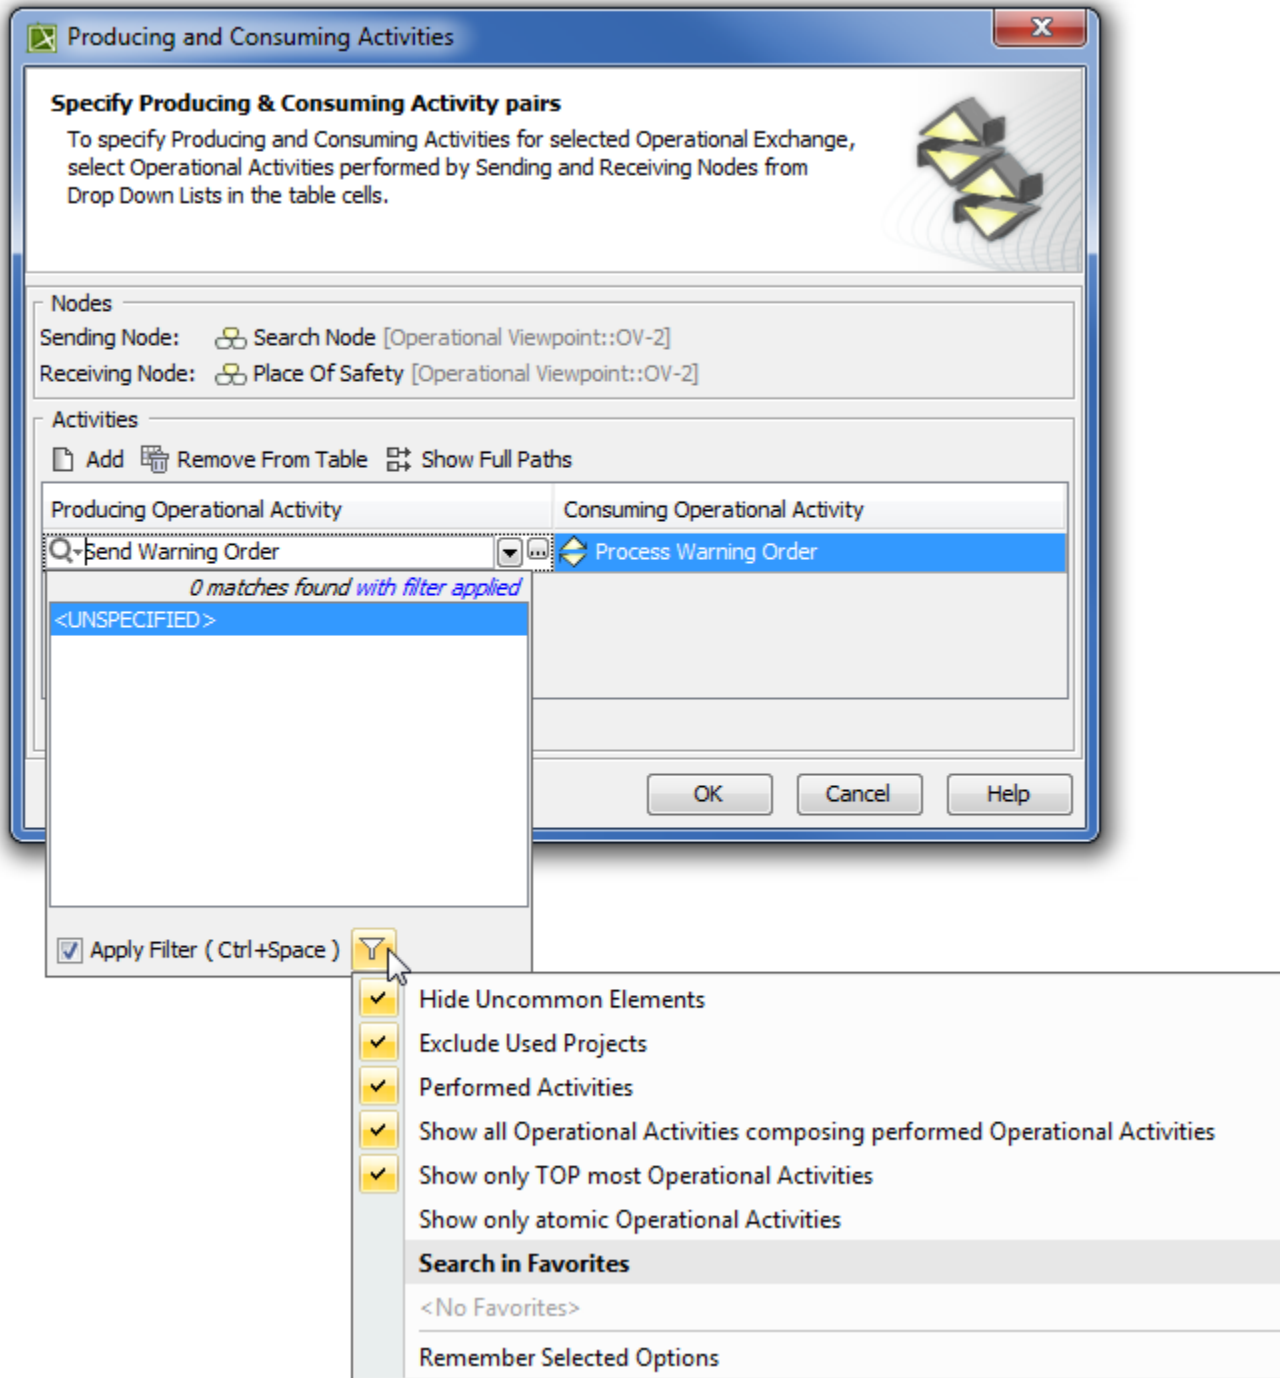 Producing and Consuming Activities
Specify Producing & Consuming Activity pairs
To specify Producing and Consuming Activities for selected Operational Exchange,
select Operational Activities performed by Sending and Receiving Nodes from
Drop Down Lists in the table cells.
Nodes
Sending Node: Search Node [Operational Viewpoint::OV-2]
Receiving Node: Place Of Safety [Operational Viewpoint::OV-2]
Activities
Add Remove From Table Show Full Paths
Producing Operational Activity Consuming Operational Activity
Send Warning Order ... Process Warning Order
0 matches found with filter applied
<UNSPECIFIED>
OK Cancel Help
Apply Filter ( Ctrl+Space )
Hide Uncommon Elements
Exclude Used Projects
Performed Activities
Show all Operational Activities composing performed Operational Activities
Show only TOP most Operational Activities
Show only atomic Operational Activities
Search in Favorites
<No Favorites>
Remember Selected Options